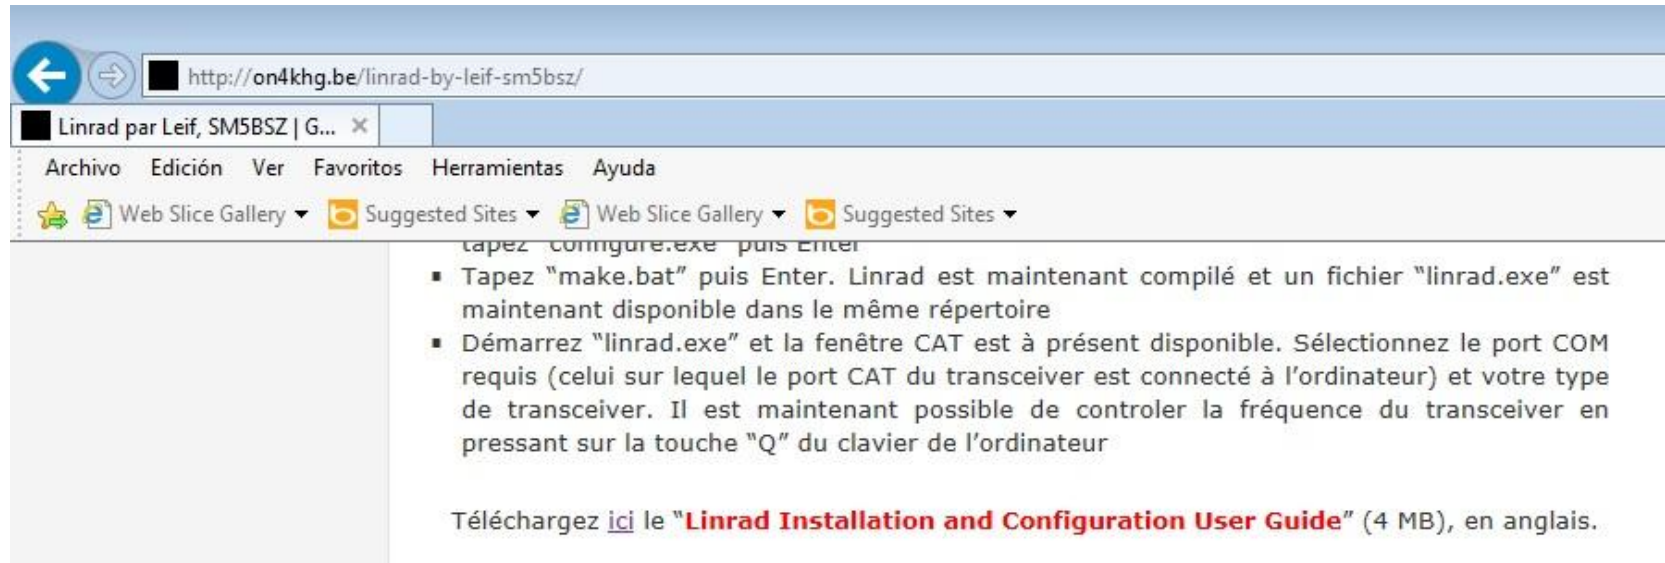 http://on4khg.be/linrad-by-leif-sm5bsz/
Linrad par Leif, SM5BSZ | G...
Archivo Edición Ver Favoritos Herramientas Ayuda
Web Slice Gallery Suggested Sites Web Slice Gallery Suggested Sites
tapez “configure.exe” puis Enter
▪ Tapez “make.bat” puis Enter. Linrad est maintenant compilé et un fichier “linrad.exe” est
maintenant disponible dans le même répertoire
▪ Démarrez “linrad.exe” et la fenêtre CAT est à présent disponible. Sélectionnez le port COM
requis (celui sur lequel le port CAT du transceiver est connecté à l’ordinateur) et votre type
de transceiver. Il est maintenant possible de controler la fréquence du transceiver en
pressant sur la touche “Q” du clavier de l’ordinateur
Téléchargez ici le “Linrad Installation and Configuration User Guide” (4 MB), en anglais.